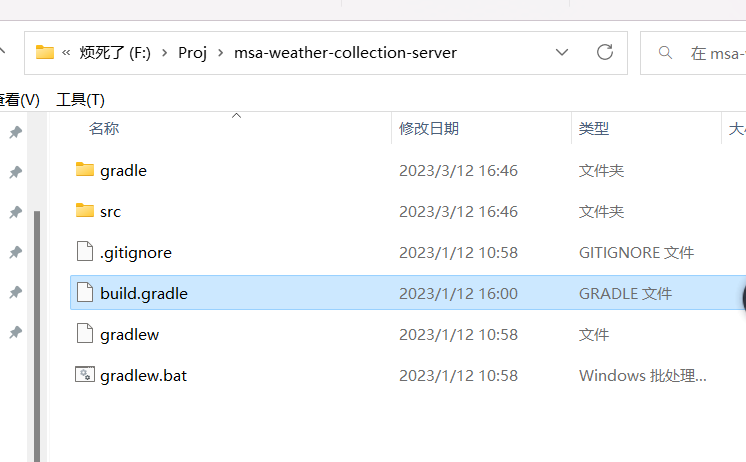 « 烦死了 (F:) › Proj › msa-weather-collection-server
在 msa-
查看(V) 工具(T)
名称 修改日期 类型
gradle 2023/3/12 16:46 文件夹
src 2023/3/12 16:46 文件夹
.gitignore 2023/1/12 10:58 GITIGNORE 文件
build.gradle 2023/1/12 16:00 GRADLE 文件
gradlew 2023/1/12 10:58 文件
gradlew.bat 2023/1/12 10:58 Windows 批处理...